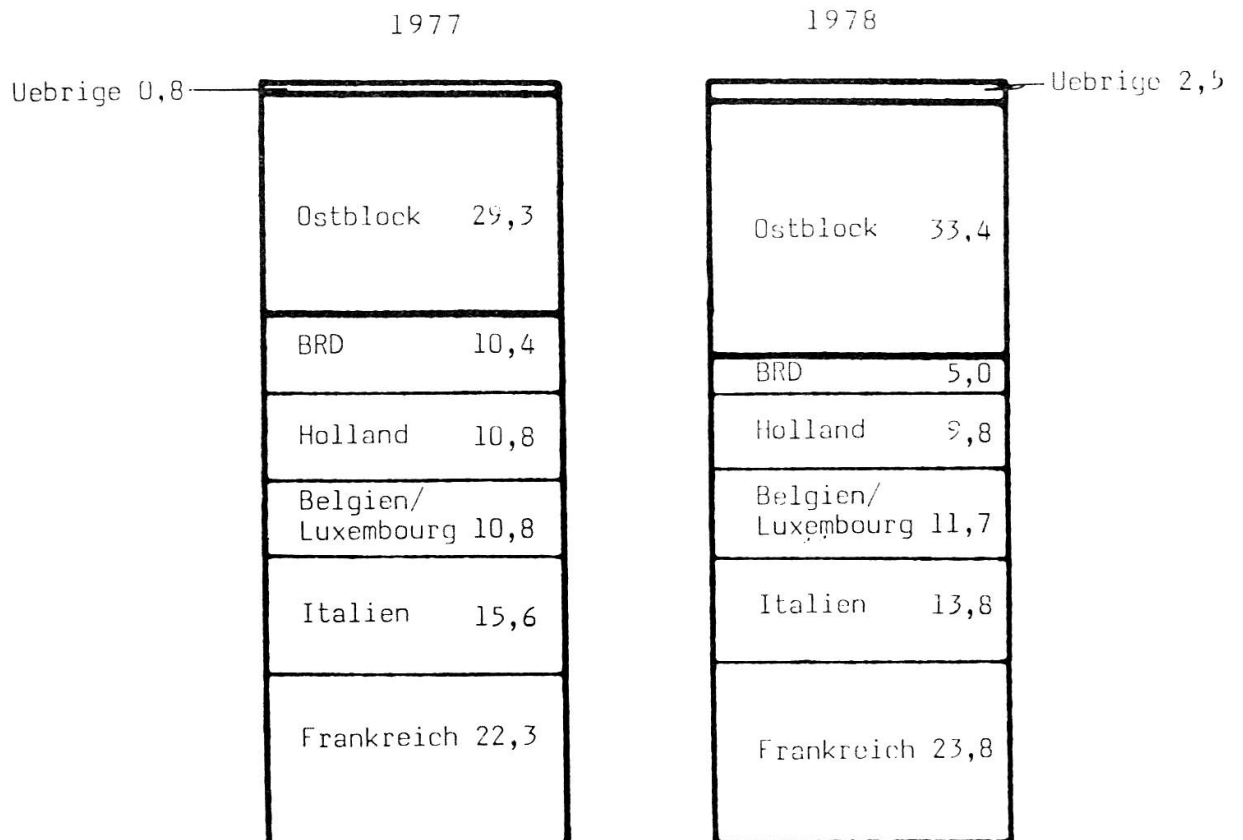 1977
Uebrige 0,8
Ostblock 29,3
BRD 10,4
Holland 10,8
Belgien/
Luxembourg 10,8
Italien 15,6
Frankreich 22,3
1978
Uebrige 2,5
Ostblock 33,4
BRD 5,0
Holland 9,8
Belgien/
Luxembourg 11,7
Italien 13,8
Frankreich 23,8